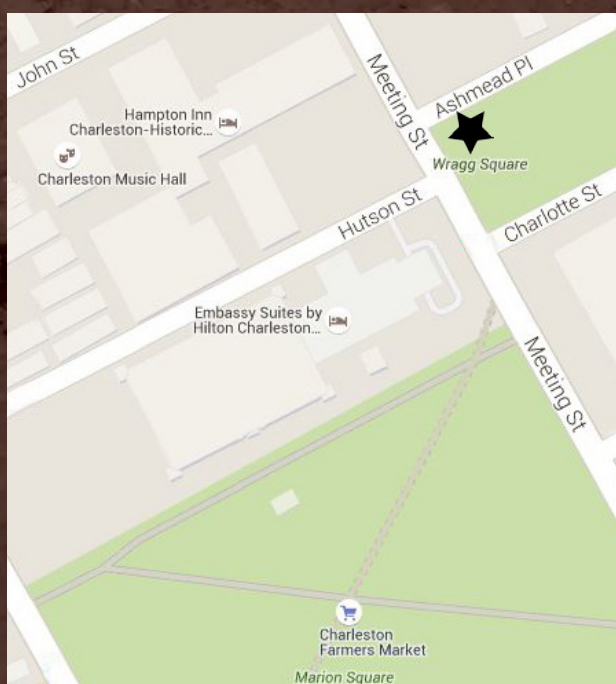 John St
Meeting St
Ashmead Pl
Hampton Inn
Charleston-Historic...
Wragg Square
Charleston Music Hall
Hutson St
Charlotte St
Embassy Suites by
Hilton Charleston...
Meeting St
Charleston
Farmers Market
Marion Square